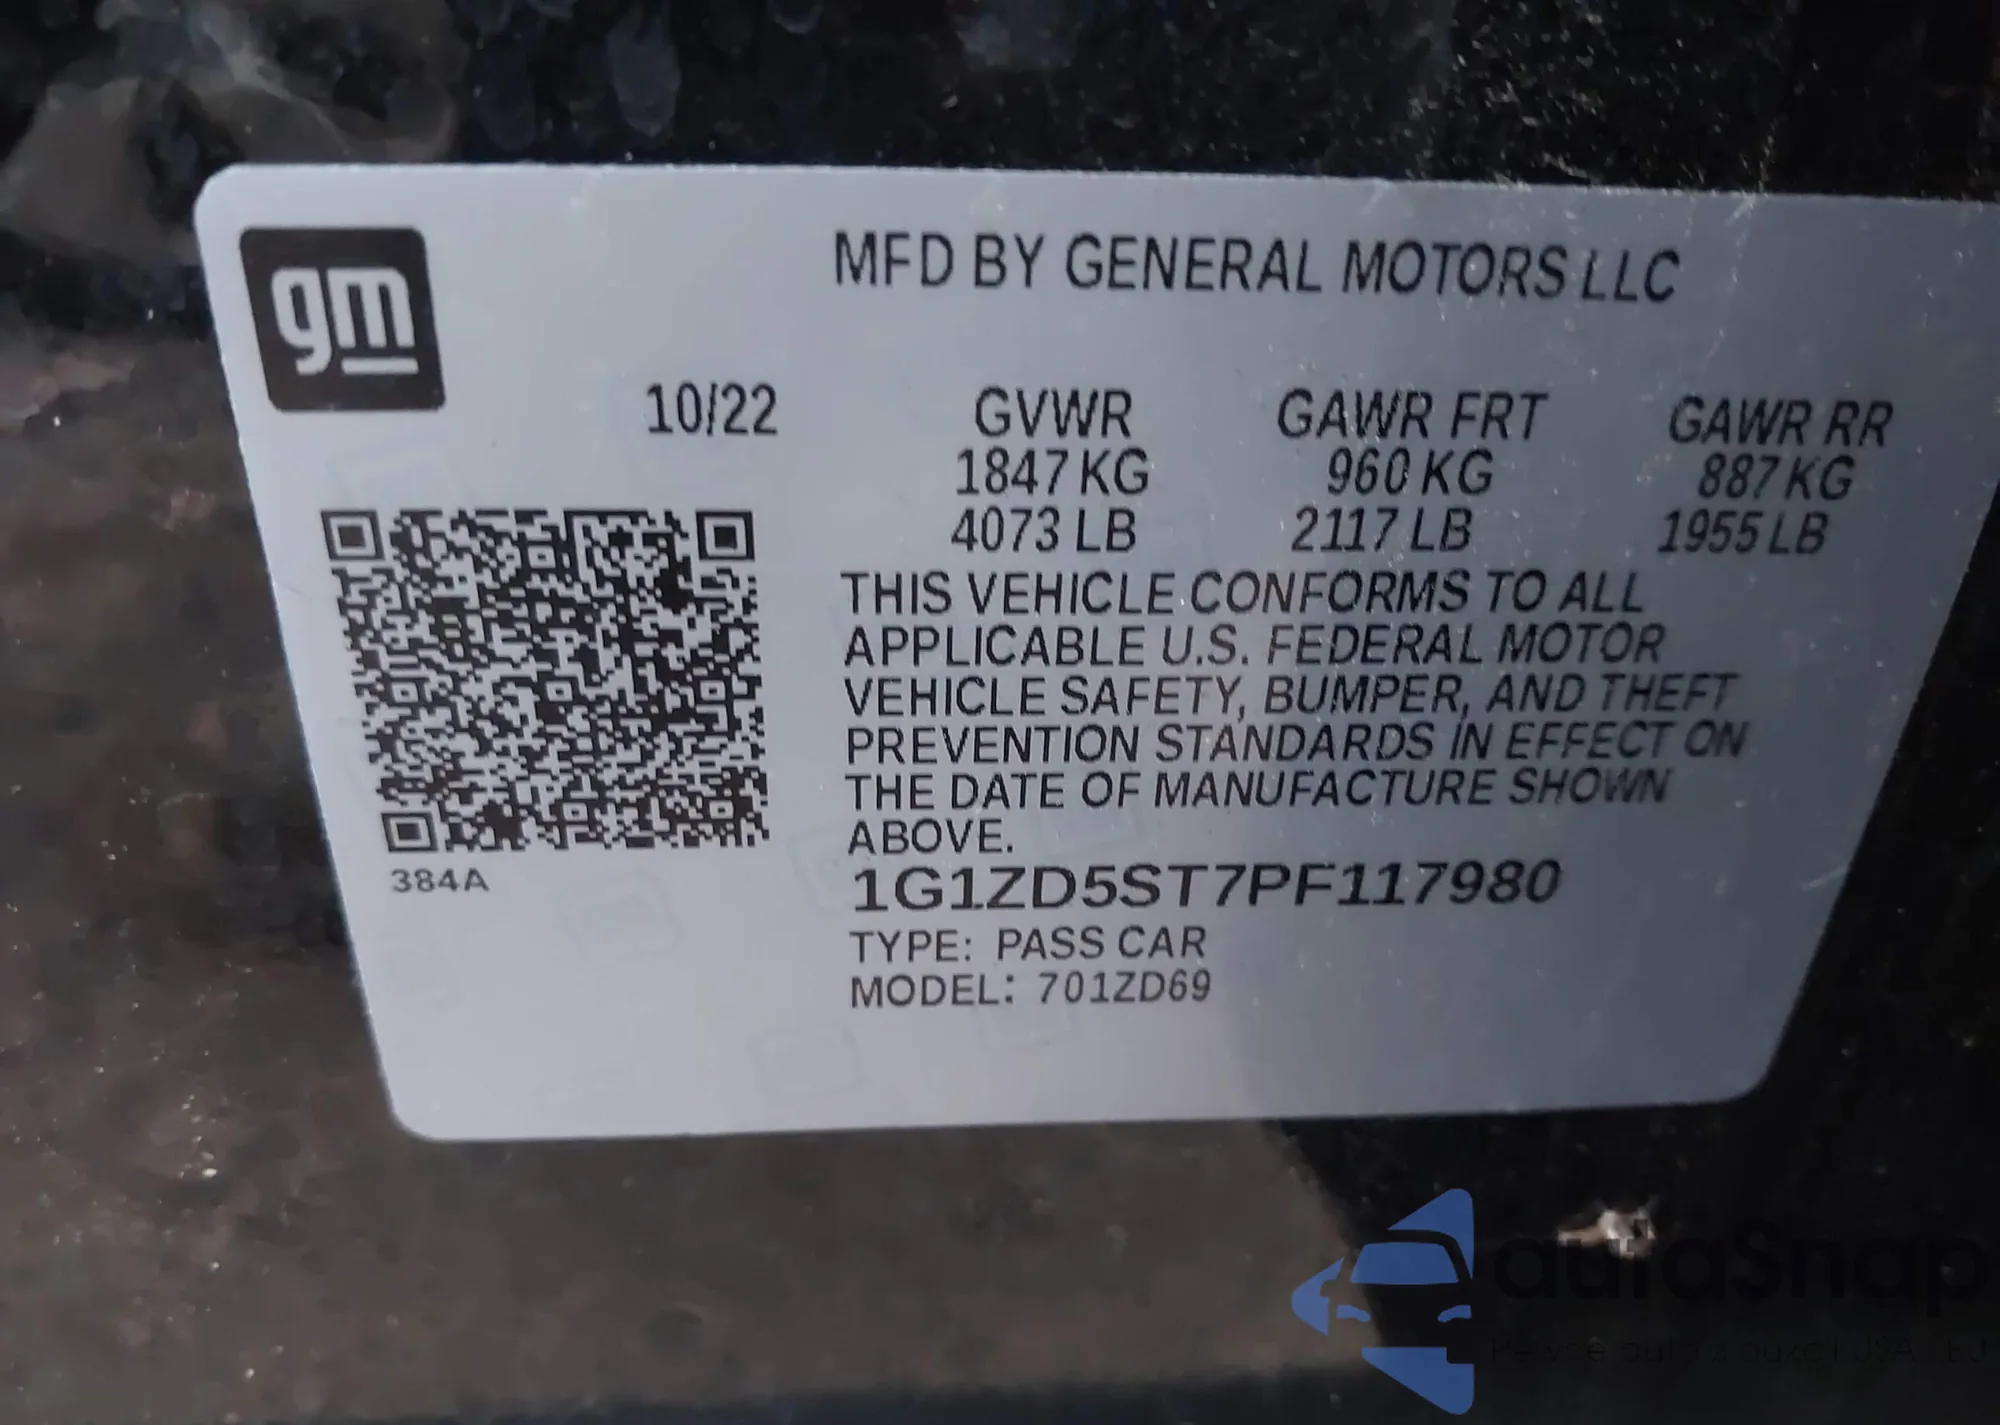 gm
MFD BY GENERAL MOTORS LLC
10/22 GVWR GAWR FRT GAWR RR
1847 KG 960 KG 887 KG
4073 LB 2117 LB 1955 LB
THIS VEHICLE CONFORMS TO ALL
APPLICABLE U.S. FEDERAL MOTOR
VEHICLE SAFETY, BUMPER, AND THEFT
PREVENTION STANDARDS IN EFFECT ON
THE DATE OF MANUFACTURE SHOWN
ABOVE.
384A
1G1ZD5ST7PF117980
TYPE: PASS CAR
MODEL: 701ZD69
autaSnap